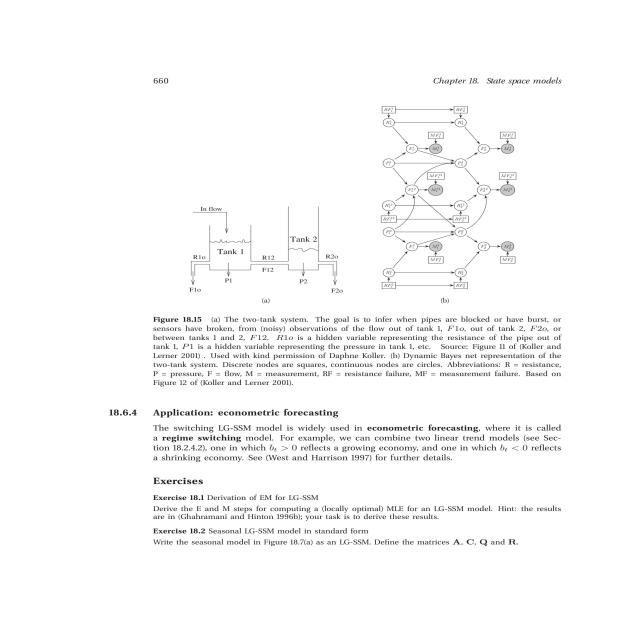 660
Chapter 18. State space models
In flow
Tank 1
Tank 2
R1o
R12
R2o
F12
P1
P2
F1o
F2o
(a)
(b)
Figure 18.15 (a) The two-tank system. The goal is to infer when pipes are blocked or have burst, or
sensors have broken, from (noisy) observations of the flow out of tank 1, F1o, out of tank 2, F2o, or
between tanks 1 and 2, F12. R1o is a hidden variable representing the resistance of the pipe out of
tank 1, P1 is a hidden variable representing the pressure in tank 1, etc. Source: Figure 11 of (Koller and
Lerner 2001) . Used with kind permission of Daphne Koller. (b) Dynamic Bayes net representation of the
two-tank system. Discrete nodes are squares, continuous nodes are circles. Abbreviations: R = resistance,
P = pressure, F = flow, M = measurement, RF = resistance failure, MF = measurement failure. Based on
Figure 12 of (Koller and Lerner 2001).
18.6.4 Application: econometric forecasting
The switching LG-SSM model is widely used in econometric forecasting, where it is called
a regime switching model. For example, we can combine two linear trend models (see Sec-
tion 18.2.4.2), one in which bₜ > 0 reflects a growing economy, and one in which bₜ < 0 reflects
a shrinking economy. See (West and Harrison 1997) for further details.
Exercises
Exercise 18.1 Derivation of EM for LG-SSM
Derive the E and M steps for computing a (locally optimal) MLE for an LG-SSM model. Hint: the results
are in (Ghahramani and Hinton 1996b); your task is to derive these results.
Exercise 18.2 Seasonal LG-SSM model in standard form
Write the seasonal model in Figure 18.7(a) as an LG-SSM. Define the matrices A, C, Q and R.